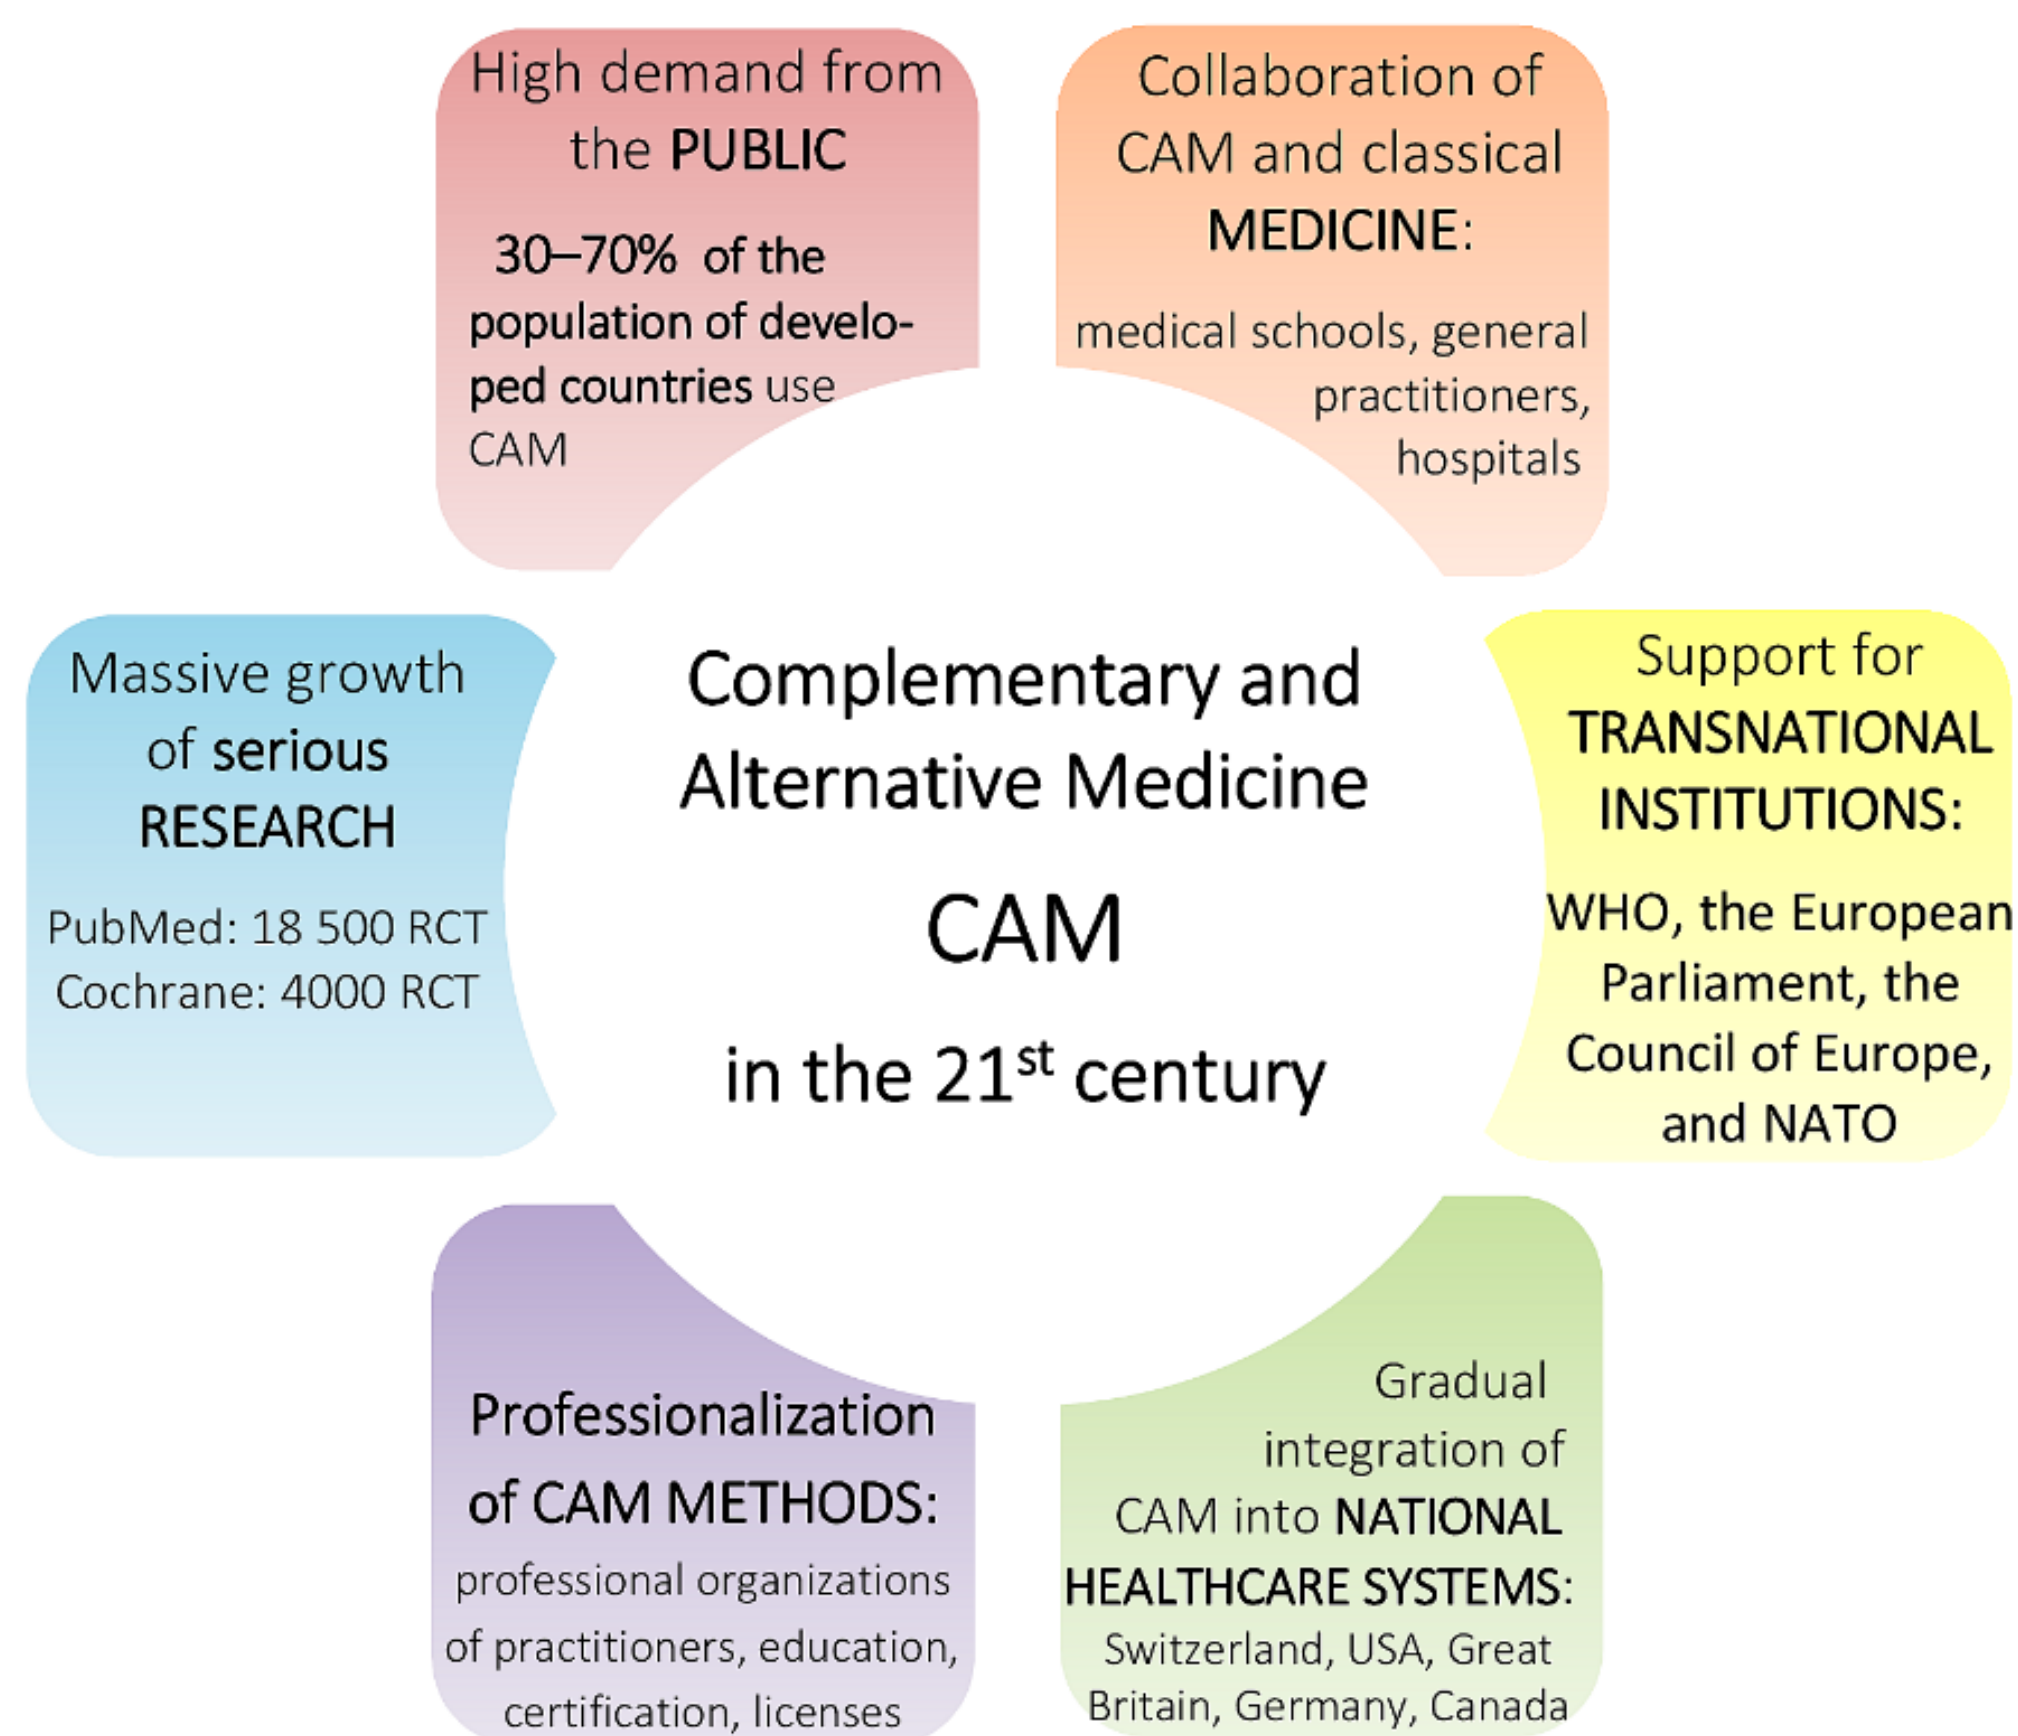 High demand from
the PUBLIC
30–70% of the
population of develo-
ped countries use
CAM
Collaboration of
CAM and classical
MEDICINE:
medical schools, general
practitioners,
hospitals
Massive growth
of serious
RESEARCH
PubMed: 18 500 RCT
Cochrane: 4000 RCT
Complementary and
Alternative Medicine
CAM
in the 21st century
Support for
TRANSNATIONAL
INSTITUTIONS:
WHO, the European
Parliament, the
Council of Europe,
and NATO
Professionalization
of CAM METHODS:
professional organizations
of practitioners, education,
certification, licenses
Gradual
integration of
CAM into NATIONAL
HEALTHCARE SYSTEMS:
Switzerland, USA, Great
Britain, Germany, Canada